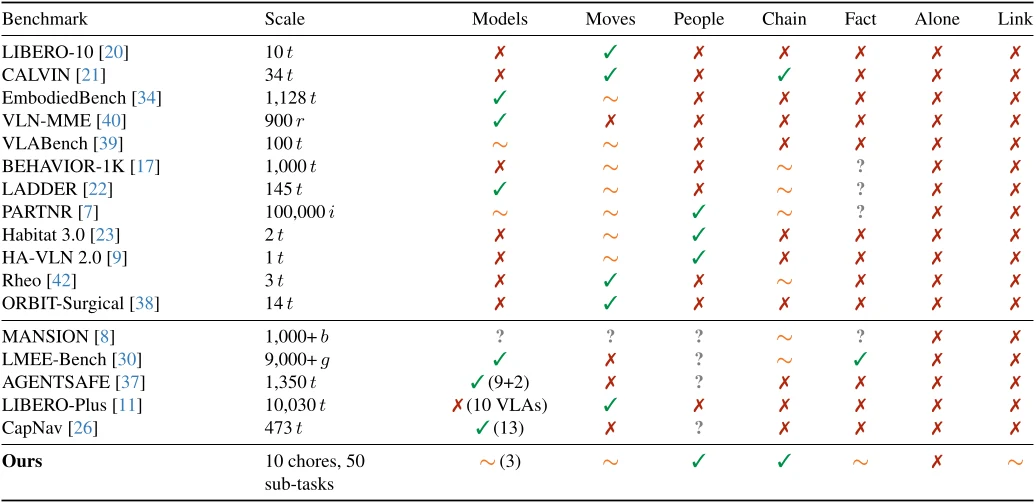 Benchmark Scale Models Moves People Chain Fact Alone Link
LIBERO-10 [20] 10 t ✗ ✓ ✗ ✗ ✗ ✗ ✗
CALVIN [21] 34 t ✗ ✓ ✗ ✓ ✗ ✗ ✗
EmbodiedBench [34] 1,128 t ✓ ∼ ✗ ✗ ✗ ✗ ✗
VLN-MME [40] 900 r ✓ ✗ ✗ ✗ ✗ ✗ ✗
VLABench [39] 100 t ∼ ∼ ✗ ✗ ✗ ✗ ✗
BEHAVIOR-1K [17] 1,000 t ✗ ∼ ✗ ∼ ? ✗ ✗
LADDER [22] 145 t ✓ ∼ ✗ ∼ ? ✗ ✗
PARTNR [7] 100,000 i ∼ ∼ ✓ ∼ ? ✗ ✗
Habitat 3.0 [23] 2 t ✗ ∼ ✓ ✗ ✗ ✗ ✗
HA-VLN 2.0 [9] 1 t ✗ ∼ ✓ ✗ ✗ ✗ ✗
Rheo [42] 3 t ✗ ✓ ✗ ∼ ✗ ✗ ✗
ORBIT-Surgical [38] 14 t ✗ ✓ ✗ ✗ ✗ ✗ ✗
MANSION [8] 1,000+ b ? ? ? ∼ ? ✗ ✗
LMEE-Bench [30] 9,000+ g ✓ ✗ ? ∼ ✓ ✗ ✗
AGENTSAFE [37] 1,350 t ✓(9+2) ✗ ? ✗ ✗ ✗ ✗
LIBERO-Plus [11] 10,030 t ✗(10 VLAs) ✓ ✗ ✗ ✗ ✗ ✗
CapNav [26] 473 t ✓(13) ✗ ? ✗ ✗ ✗ ✗
Ours 10 chores, 50 ∼(3) ∼ ✓ ✓ ∼ ✗ ∼
sub-tasks